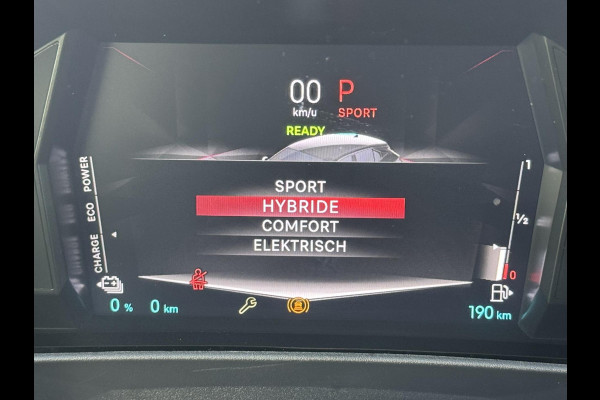 00 P
km/u SPORT
READY
SPORT
HYBRIDE
COMFORT
ELEKTRISCH
POWER
ECO
CHARGE
1
½
0
0 % 0 km 190 km